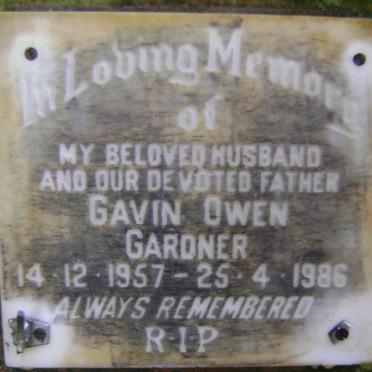 In Loving Memory
of
MY BELOVED HUSBAND
AND OUR DEVOTED FATHER
GAVIN OWEN
GARDNER
14·12·1957 - 25·4·1986
ALWAYS REMEMBERED
R·I·P